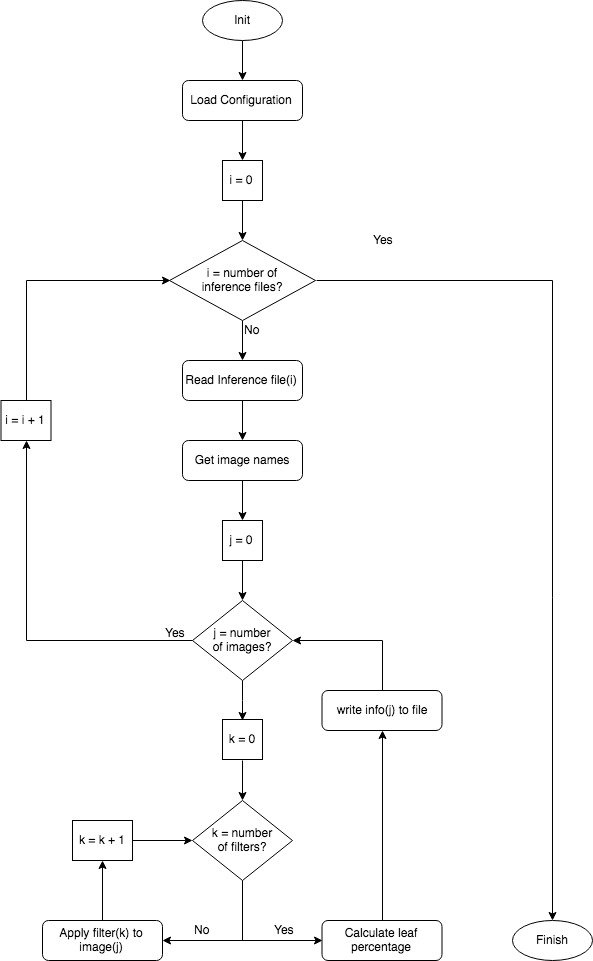 Init
Load Configuration
i = 0
Yes
i = number of
inference files?
No
Read Inference file(i)
i = i + 1
Get image names
j = 0
Yes
j = number
of images?
write info(j) to file
k = 0
k = k + 1
k = number
of filters?
Apply filter(k) to
image(j)
No
Yes
Calculate leaf
percentage
Finish